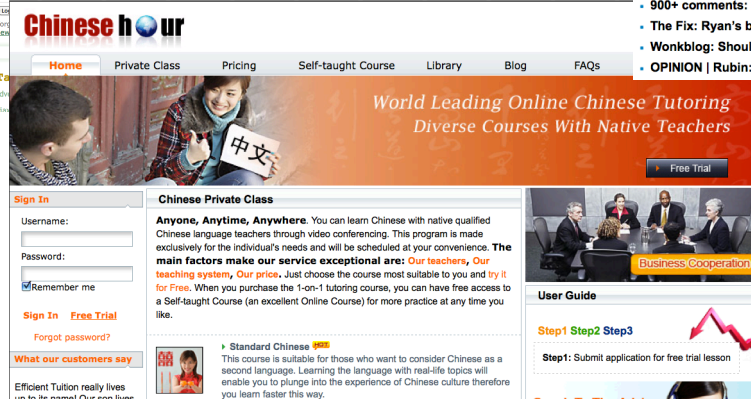 900+ comments:
The Fix: Ryan's b
Wonkblog: Shoul
OPINION | Rubin:
Chinese hour
Home Private Class Pricing Self-taught Course Library Blog FAQs
World Leading Online Chinese Tutoring
Diverse Courses With Native Teachers
中文
Free Trial
Sign In
Username:
Password:
Remember me
Sign In Free Trial
Forgot password?
What our customers say
Efficient Tuition really lives
up to its name! Our son lives
Chinese Private Class
Anyone, Anytime, Anywhere. You can learn Chinese with native qualified
Chinese language teachers through video conferencing. This program is made
exclusively for the individual's needs and will be scheduled at your convenience. The
main factors make our service exceptional are: Our teachers, Our
teaching system, Our price. Just choose the course most suitable to you and try it
for Free. When you purchase the 1-on-1 tutoring course, you can have free access to
a Self-taught Course (an excellent Online Course) for more practice at any time you
like.
Standard Chinese HOT
This course is suitable for those who want to consider Chinese as a
second language. Learning the language with real-life topics will
enable you to plunge into the experience of Chinese culture therefore
you learn faster this way.
Business Cooperation
User Guide
Step1 Step2 Step3
Step1: Submit application for free trial lesson